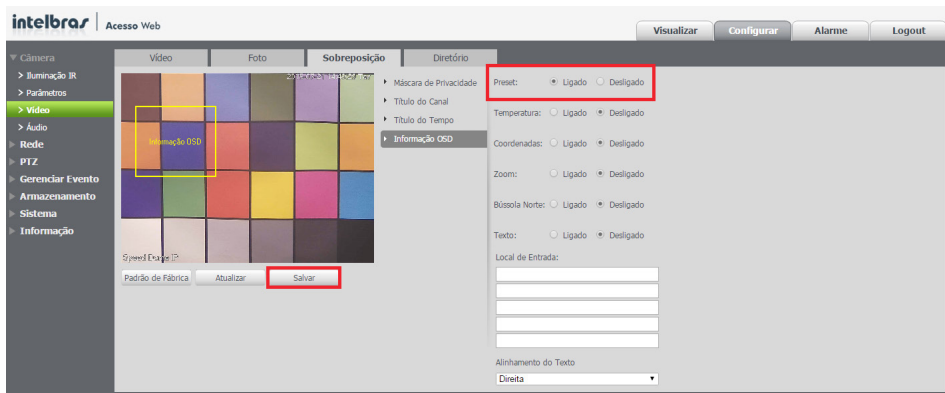 intelbras Acesso Web
Visualizar Configurar Alarme Logout
Câmera
> Iluminação IR
> Parâmetros
> Vídeo
> Áudio
Rede
PTZ
Gerenciar Evento
Armazenamento
Sistema
Informação
Vídeo Foto Sobreposição Diretório
Informação OSD
Speed Dome IP
Padrão de Fábrica Atualizar Salvar
Máscara de Privacidade
Título do Canal
Título do Tempo
Informação OSD
Preset: Ligado Desligado
Temperatura: Ligado Desligado
Coordenadas: Ligado Desligado
Zoom: Ligado Desligado
Bússola Norte: Ligado Desligado
Texto: Ligado Desligado
Local de Entrada:
Alinhamento do Texto
Direita